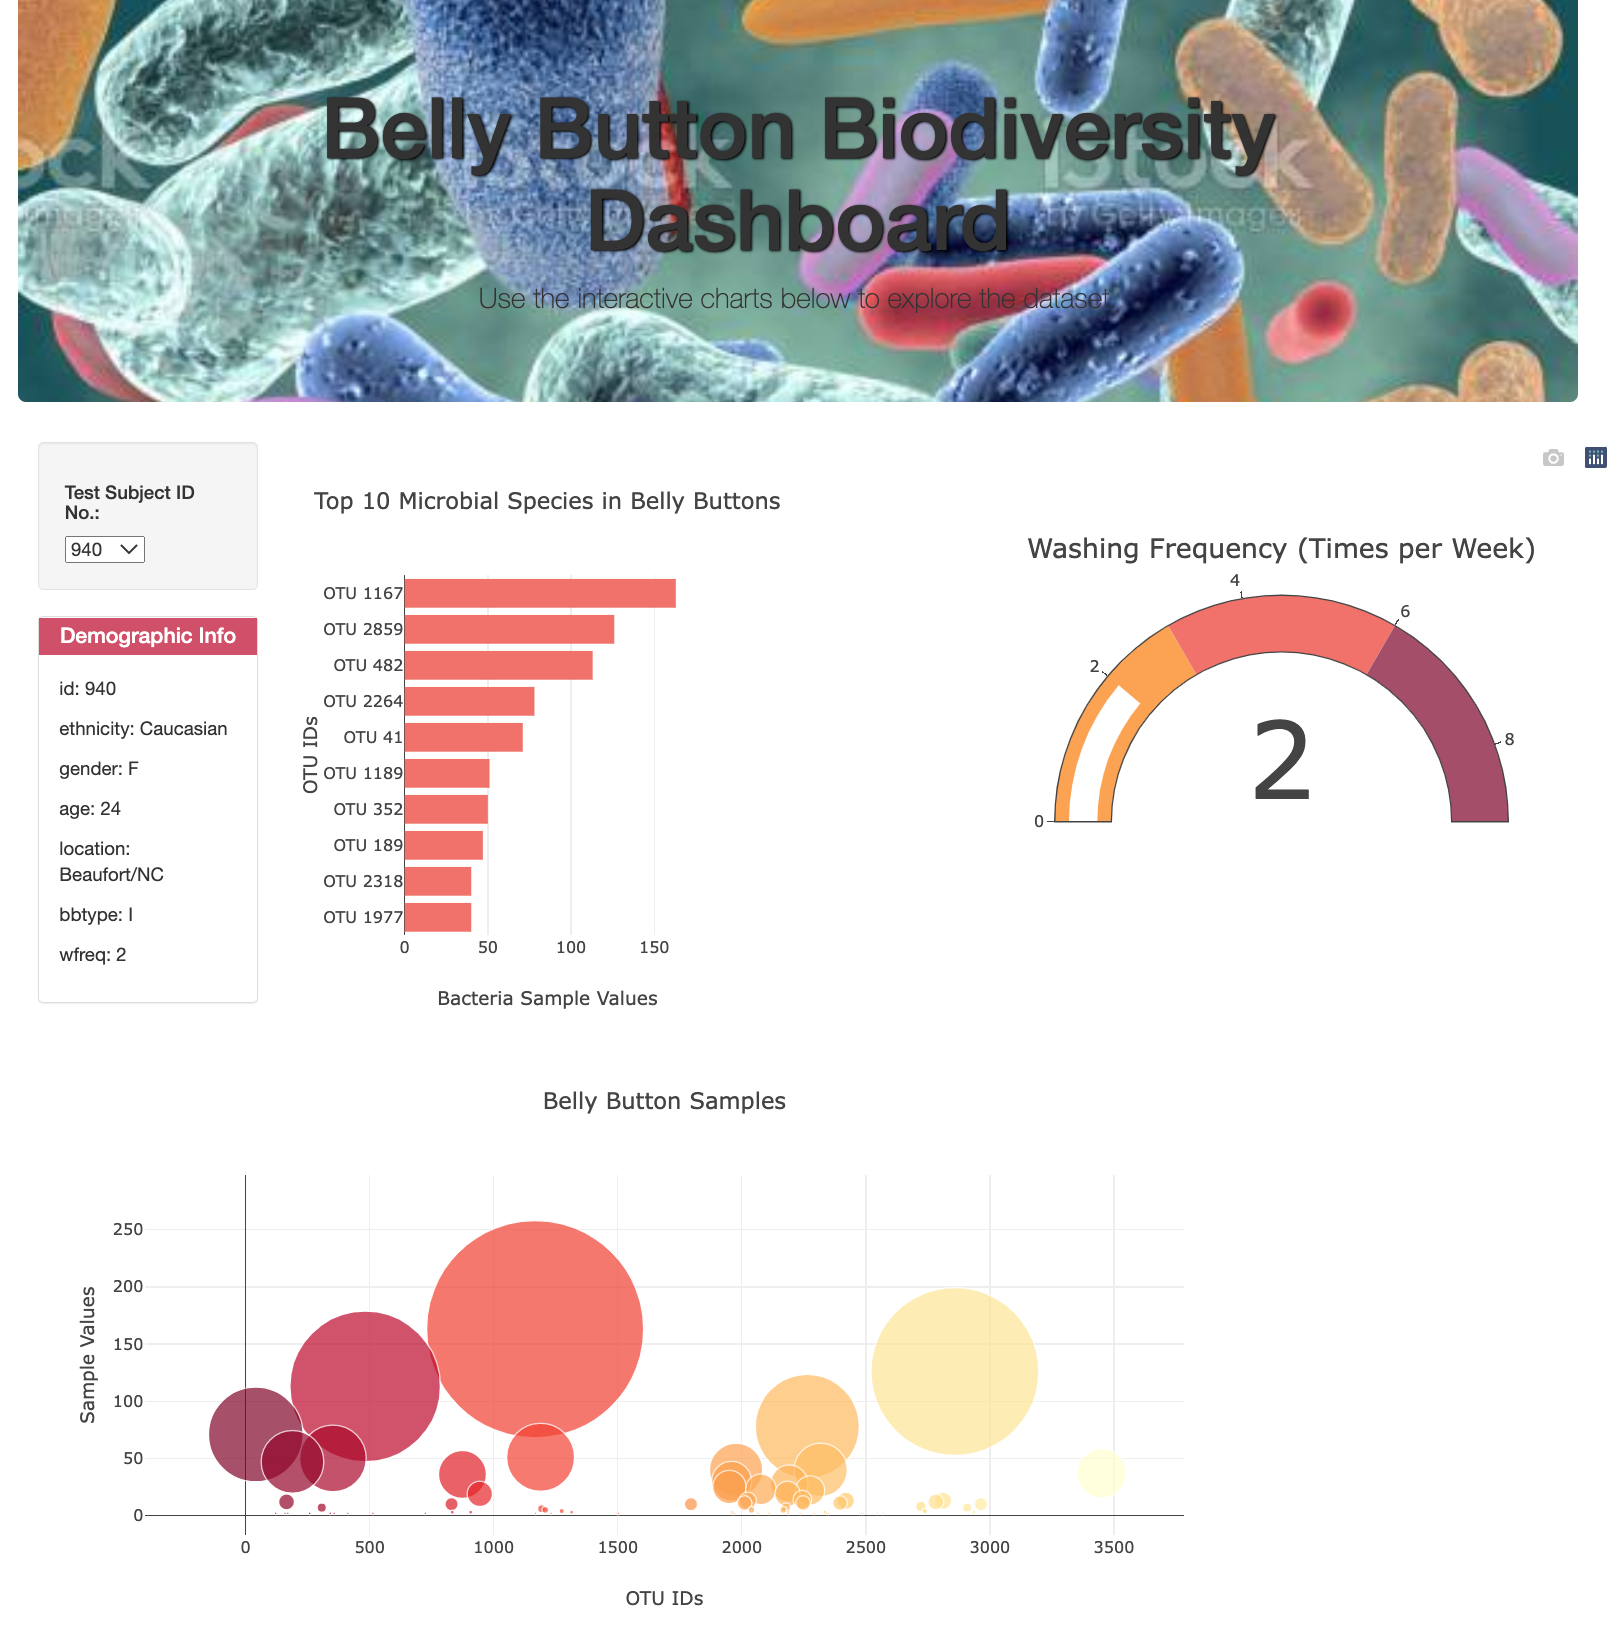 Belly Button Biodiversity
Dashboard
Use the interactive charts below to explore the dataset
iStock
by Getty Images
Test Subject ID
No.:
940
Demographic Info
id: 940
ethnicity: Caucasian
gender: F
age: 24
location:
Beaufort/NC
bbtype: I
wfreq: 2
Top 10 Microbial Species in Belly Buttons
OTU IDs
OTU 1167
OTU 2859
OTU 482
OTU 2264
OTU 41
OTU 1189
OTU 352
OTU 189
OTU 2318
OTU 1977
0 50 100 150
Bacteria Sample Values
Washing Frequency (Times per Week)
0
2
4
6
8
2
Belly Button Samples
Sample Values
250
200
150
100
50
0
0 500 1000 1500 2000 2500 3000 3500
OTU IDs